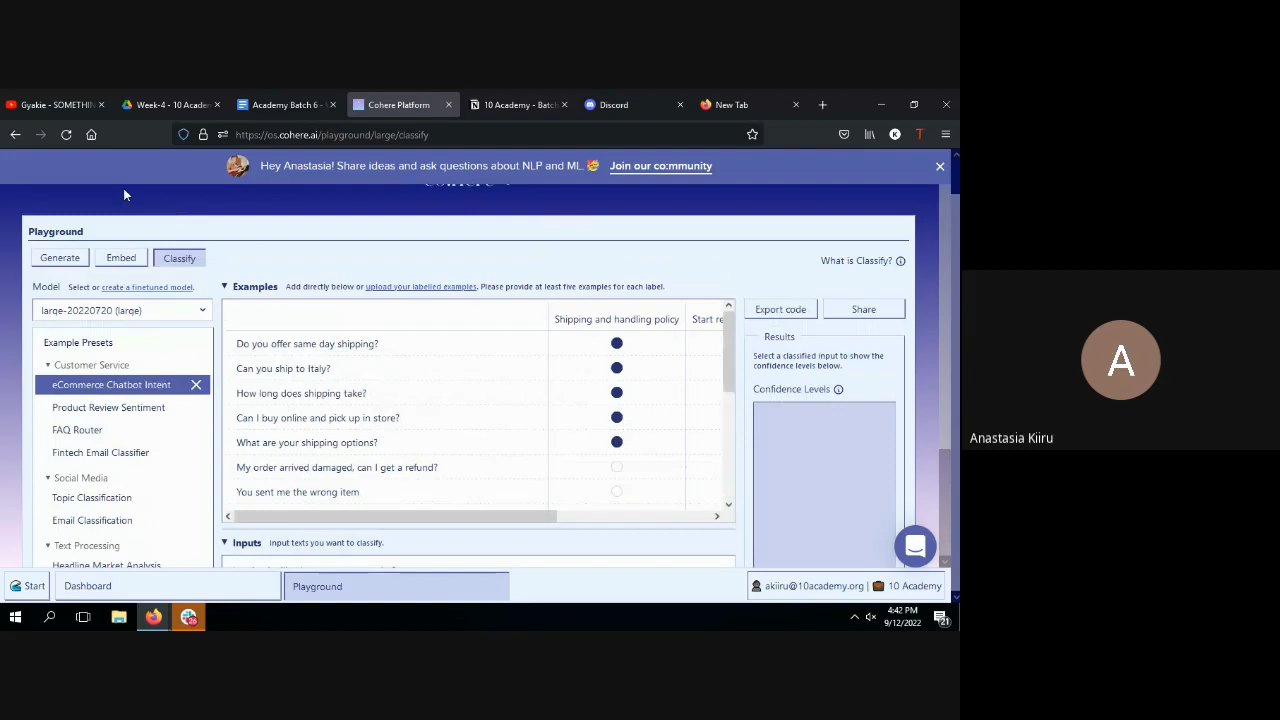 Gyakie - SOMETHIN
Week-4 - 10 Academ
Academy Batch 6 -
Cohere Platform
10 Academy - Batch
Discord
New Tab
https://os.cohere.ai/playground/large/classify
Hey Anastasia! Share ideas and ask questions about NLP and ML. Join our co:mmunity
Playground
Generate
Embed
Classify
What is Classify?
Model Select or create a finetuned model.
Examples Add directly below or upload your labelled examples. Please provide at least five examples for each label.
large-20220720 (large)
Export code
Share
Shipping and handling policy
Start re
Results
Example Presets
Do you offer same day shipping?
Select a classified input to show the
confidence levels below.
Customer Service
Can you ship to Italy?
eCommerce Chatbot Intent
How long does shipping take?
Confidence Levels
Product Review Sentiment
Can I buy online and pick up in store?
FAQ Router
What are your shipping options?
Fintech Email Classifier
My order arrived damaged, can I get a refund?
Social Media
You sent me the wrong item
Topic Classification
Email Classification
Text Processing
Inputs Input texts you want to classify.
Headline Market Analysis
Start
Dashboard
Playground
akiiru@10academy.org | 10 Academy
4:42 PM
9/12/2022
21
26
A
Anastasia Kiiru